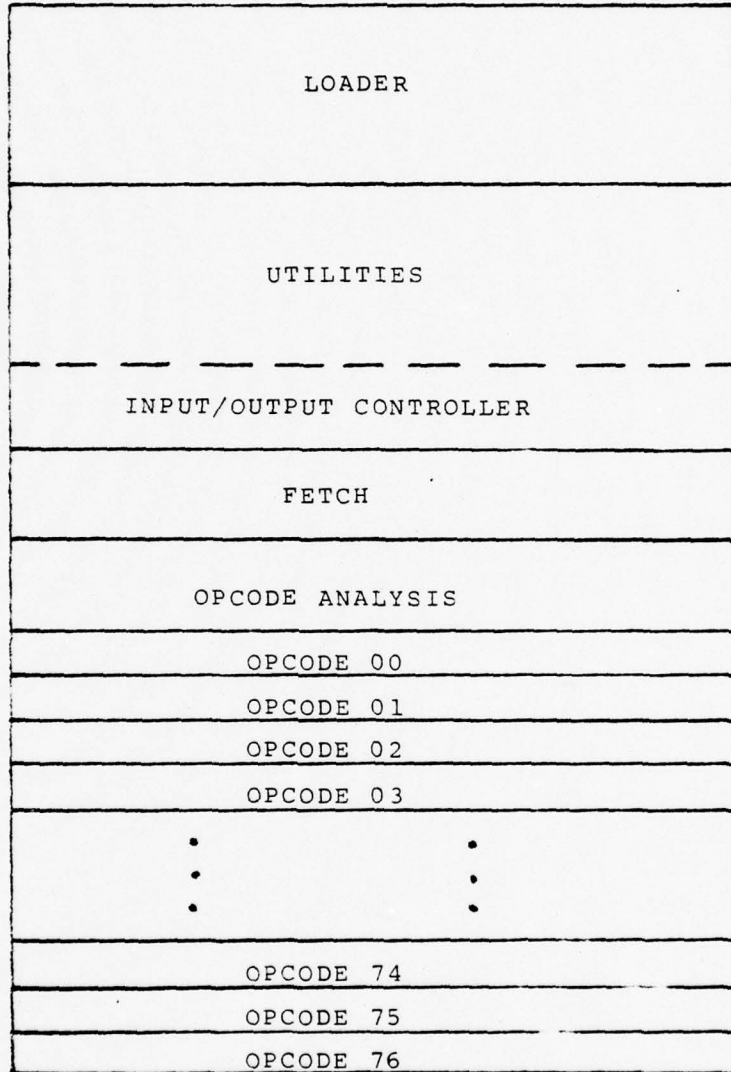 LOADER
UTILITIES
INPUT/OUTPUT CONTROLLER
FETCH
OPCODE ANALYSIS
OPCODE 00
OPCODE 01
OPCODE 02
OPCODE 03
OPCODE 74
OPCODE 75
OPCODE 76